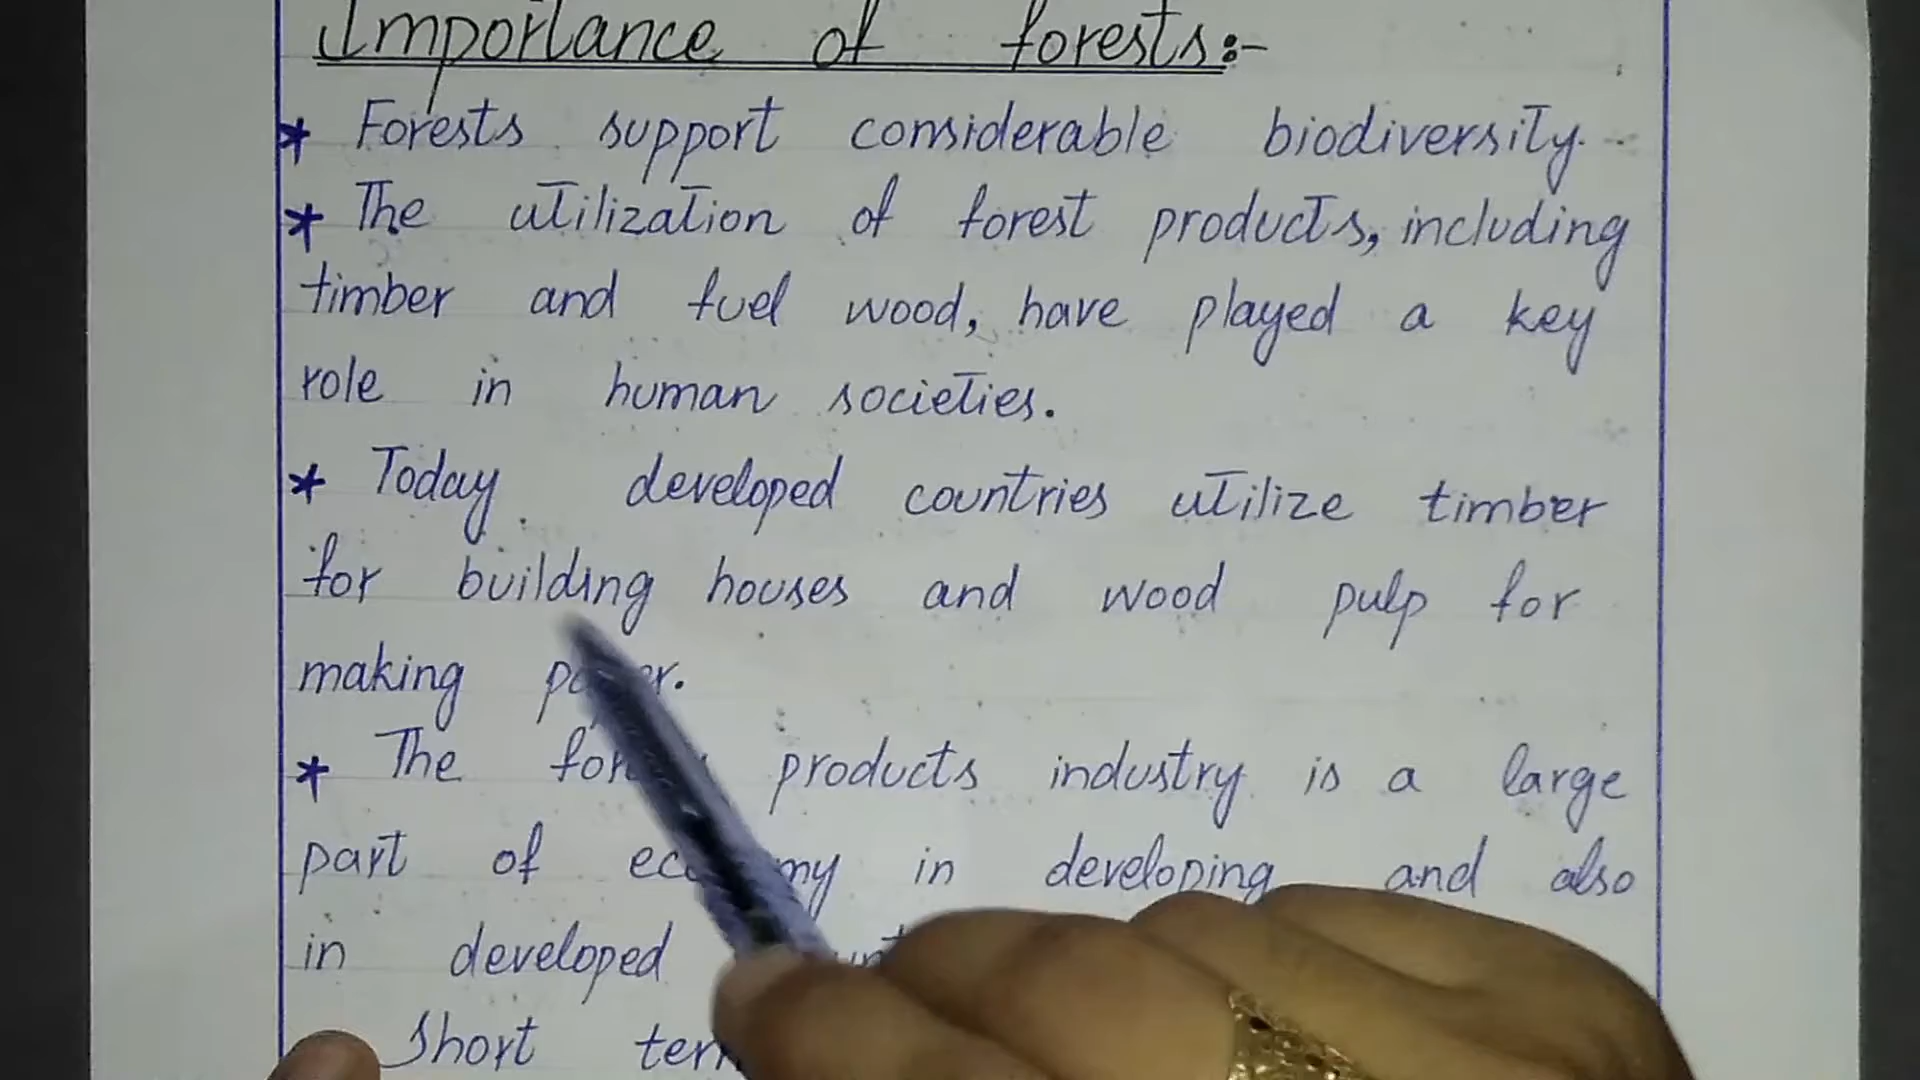 Importance of forests:-
* Forests support considerable biodiversity.
* The utilization of forest products, including
timber and fuel wood, have played a key
role in human societies.
* Today developed countries utilize timber
for building houses and wood pulp for
making paper.
* The products industry is a large
part of economy in developing and also
in developed
Short